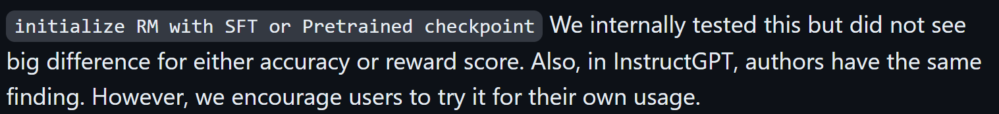 initialize RM with SFT or Pretrained checkpoint We internally tested this but did not see
big difference for either accuracy or reward score. Also, in InstructGPT, authors have the same
finding. However, we encourage users to try it for their own usage.